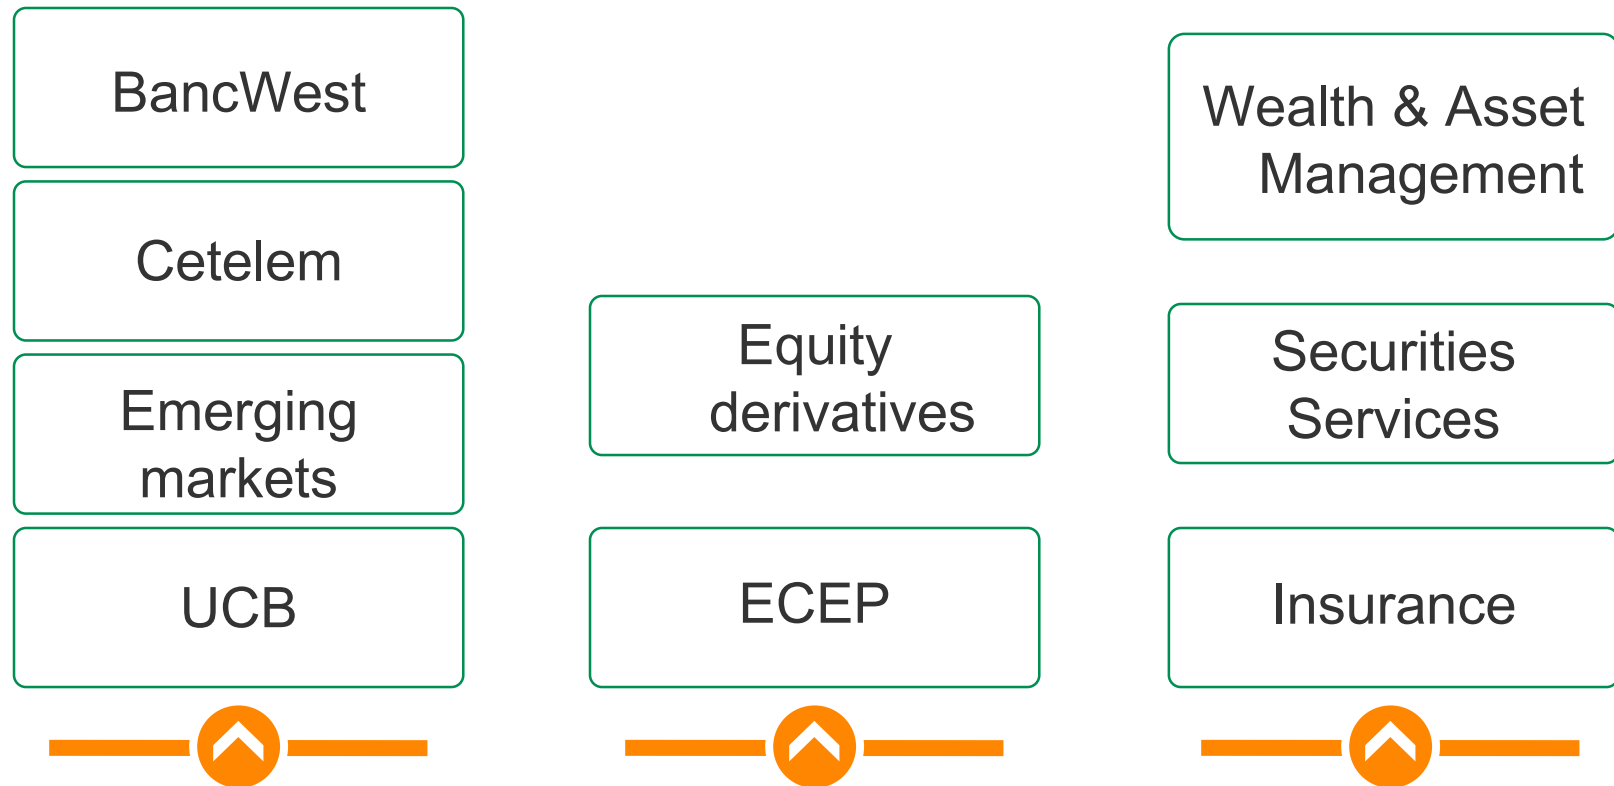 BancWest
Cetelem
Emerging
markets
UCB
Equity
derivatives
ECEP
Wealth & Asset
Management
Securities
Services
Insurance